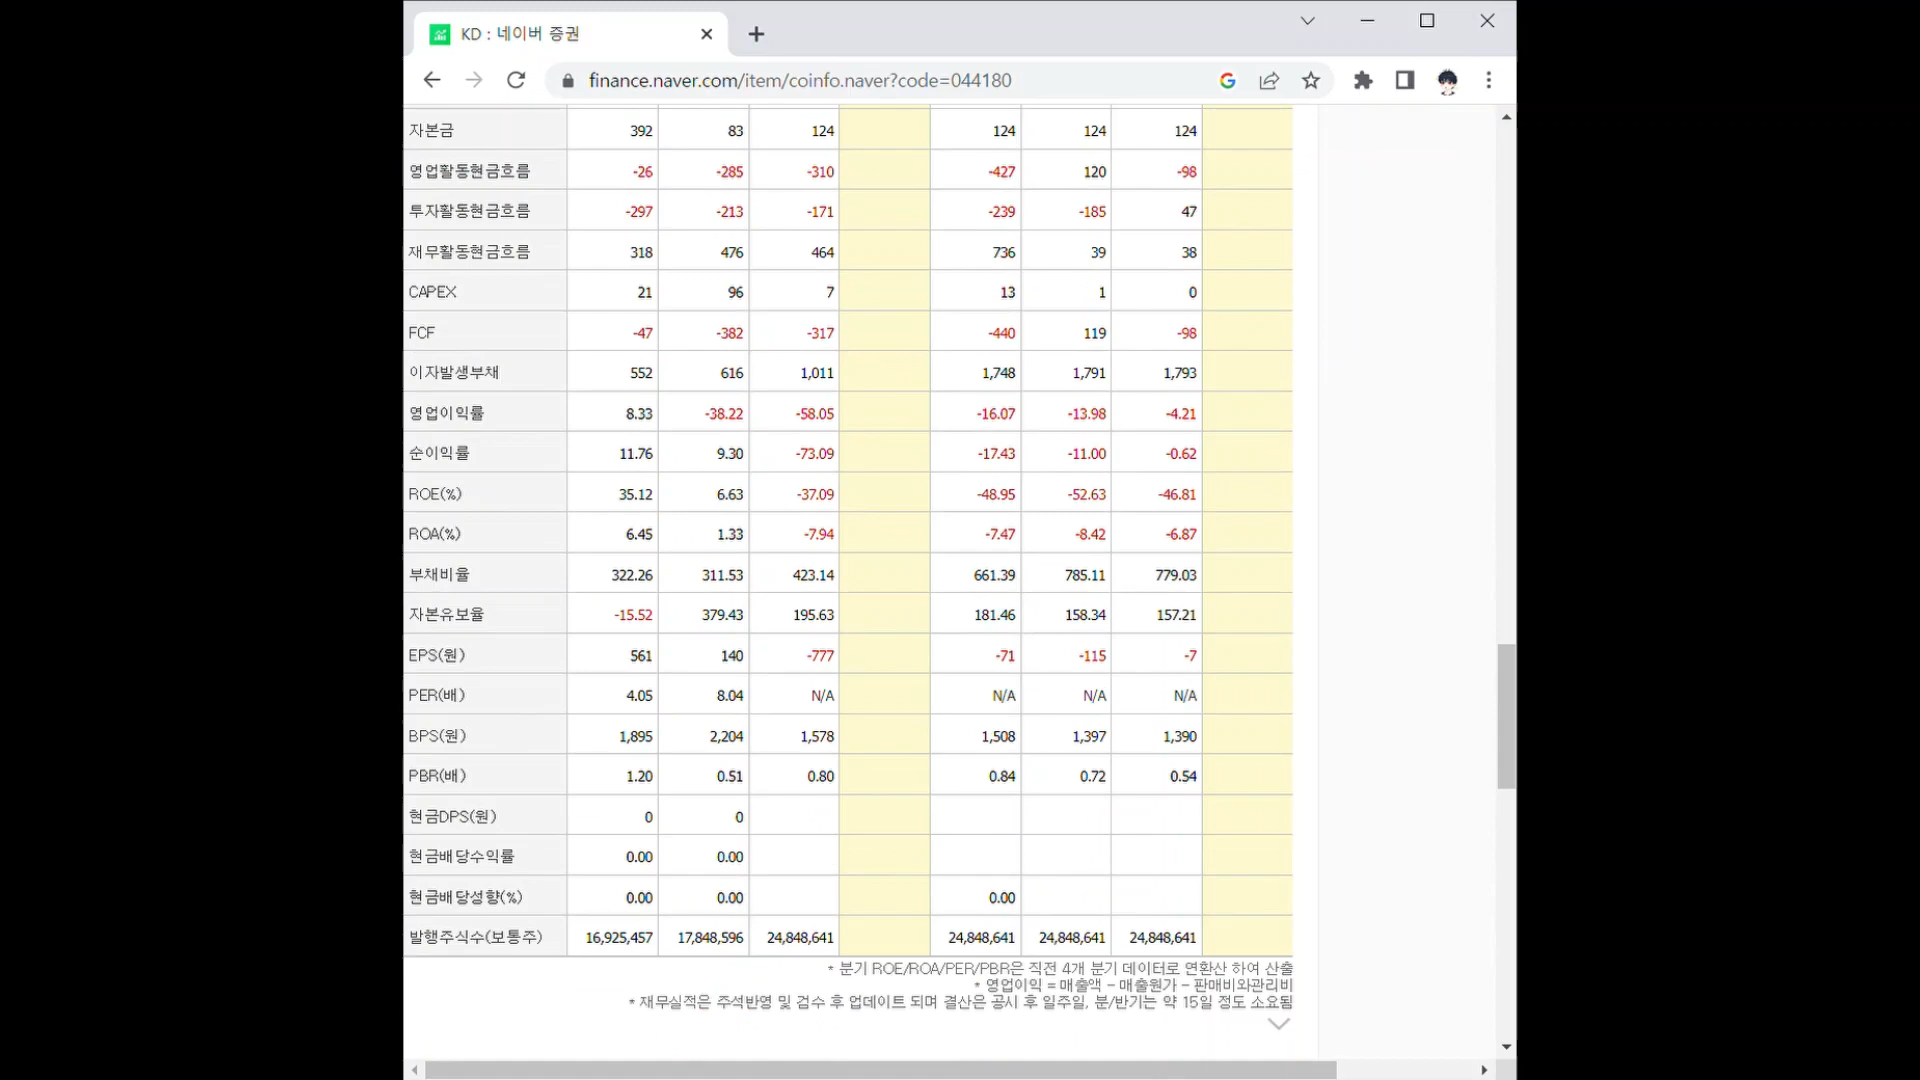 KD : 네이버 증권
finance.naver.com/item/coinfo.naver?code=044180
자본금 392 83 124 124 124 124
영업활동현금흐름 -26 -285 -310 -427 120 -98
투자활동현금흐름 -297 -213 -171 -239 -185 47
재무활동현금흐름 318 476 464 736 39 38
CAPEX 21 96 7 13 1 0
FCF -47 -382 -317 -440 119 -98
이자발생부채 552 616 1,011 1,748 1,791 1,793
영업이익률 8.33 -38.22 -58.05 -16.07 -13.98 -4.21
순이익률 11.76 9.30 -73.09 -17.43 -11.00 -0.62
ROE(%) 35.12 6.63 -37.09 -48.95 -52.63 -46.81
ROA(%) 6.45 1.33 -7.94 -7.47 -8.42 -6.87
부채비율 322.26 311.53 423.14 661.39 785.11 779.03
자본유보율 -15.52 379.43 195.63 181.46 158.34 157.21
EPS(원) 561 140 -777 -71 -115 -7
PER(배) 4.05 8.04 N/A N/A N/A N/A
BPS(원) 1,895 2,204 1,578 1,508 1,397 1,390
PBR(배) 1.20 0.51 0.80 0.84 0.72 0.54
현금DPS(원) 0 0
현금배당수익률 0.00 0.00
현금배당성향(%) 0.00 0.00 0.00
발행주식수(보통주) 16,925,457 17,848,596 24,848,641 24,848,641 24,848,641 24,848,641
* 분기 ROE/ROA/PER/PBR은 직전 4개 분기 데이터로 연환산 하여 산출
* 영업이익 = 매출액 - 매출원가 - 판매비와관리비
* 재무실적은 주석반영 및 검수 후 업데이트 되며 결산은 공시 후 일주일, 분/반기는 약 15일 정도 소요됨